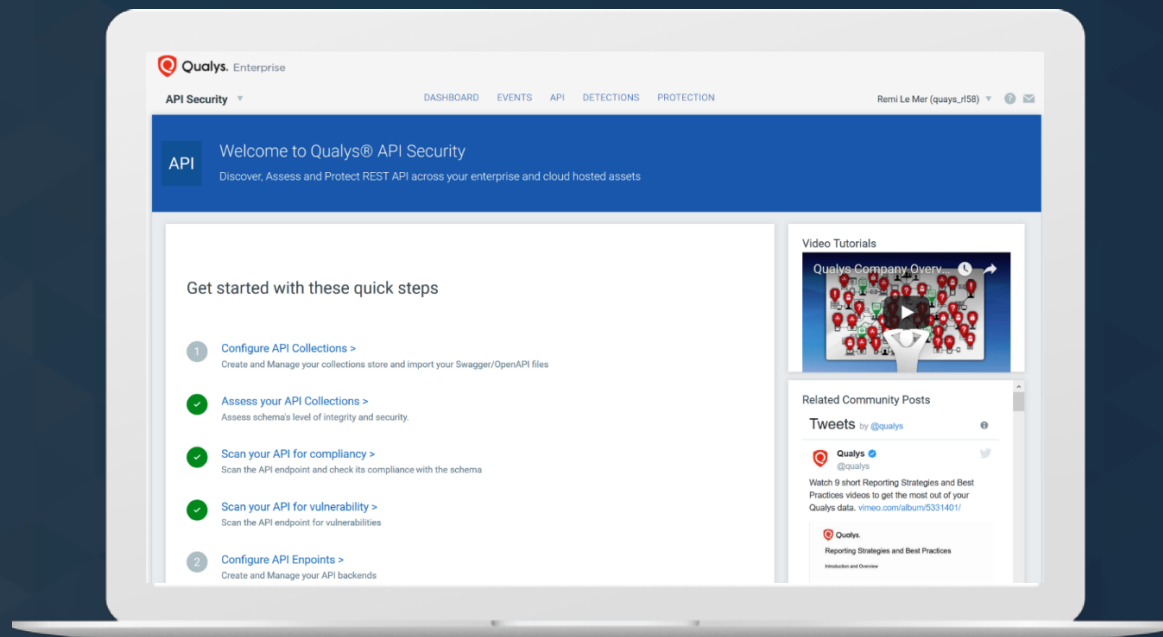 Qualys. Enterprise
API Security
DASHBOARD EVENTS API DETECTIONS PROTECTION
Remi Le Mer (quays_rl58)
API
Welcome to Qualys® API Security
Discover, Assess and Protect REST API across your enterprise and cloud hosted assets
Get started with these quick steps
1
Configure API Collections >
Create and Manage your collections store and import your Swagger/OpenAPI files
Assess your API Collections >
Assess schema's level of integrity and security.
Scan your API for compliancy >
Scan the API endpoint and check its compliance with the schema
Scan your API for vulnerability >
Scan the API endpoint for vulnerabilities
2
Configure API Enpoints >
Create and Manage your API backends
Video Tutorials
Qualys Company Overv...
Related Community Posts
Tweets by @qualys
Qualys
@qualys
Watch 9 short Reporting Strategies and Best
Practices videos to get the most out of your
Qualys data. vimeo.com/album/5331401/
Qualys.
Reporting Strategies and Best Practices
Introduction and Overview